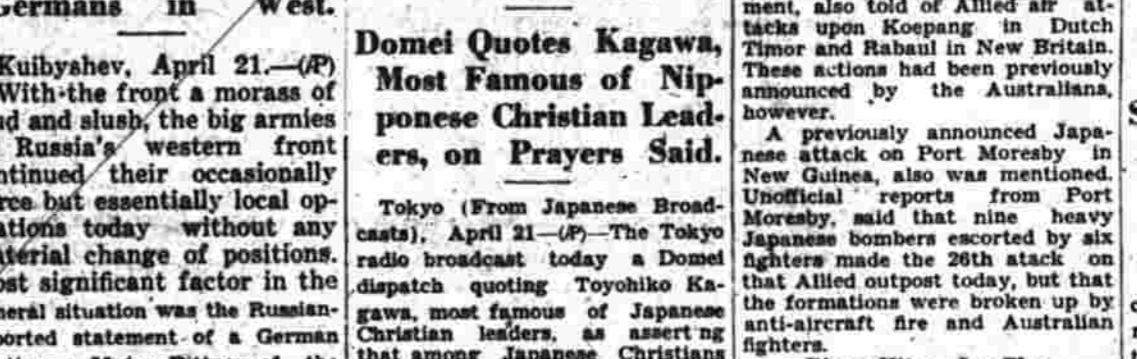 Germans in West.
Kuibyshev, April 21.—(AP)
With the front a morass of
and slush, the big armies
Russia's western front
their occasionally
but essentially local op-
today without any
change of positions.
significant factor in the
situation was the Russian-
statement of a German
Domei Quotes Kagawa,
Most Famous of Nip-
ponese Christian Lead-
ers, on Prayers Said.
Tokyo (From Japanese Broad-
casts), April 21—(AP)—The Tokyo
radio broadcast today a Domei
dispatch quoting Toyohiko Ka-
gawa, most famous of Japanese
Christian leaders, as assert ng
that among Japanese Christians
ment, also told of Allied air at-
tacks upon Koepang in Dutch
Timor and Rabaul in New Britain.
These actions had been previously
announced by the Australians,
however.
A previously announced Japa-
nese attack on Port Moresby in
New Guinea, also was mentioned.
Unofficial reports from Port
Moresby, said that nine heavy
Japanese bombers escorted by six
fighters made the 26th atack on
that Allied outpost today, but that
the formations were broken up by
anti-aircraft fire and Australian
fighters.